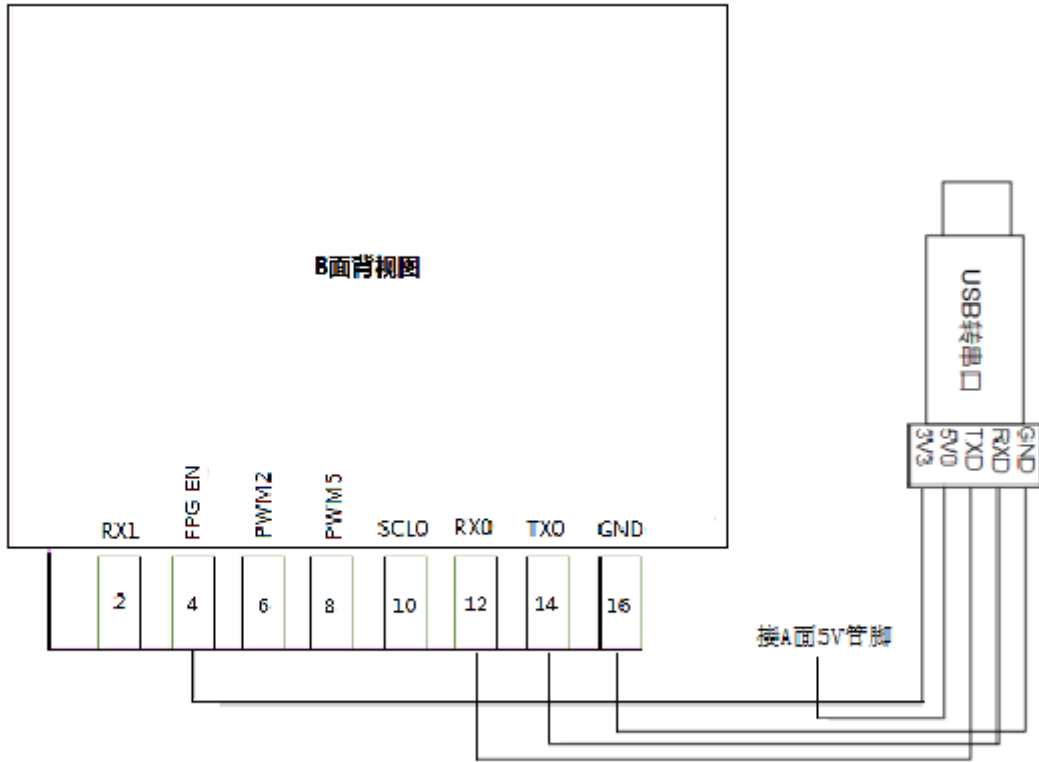 B面背视图
USB转串口
3V3
5V0
TXD
RXD
GND
RX1
FPG EN
PWM2
PWM5
SCL0
RX0
TX0
GND
2
4
6
8
10
12
14
16
接A面5V管脚